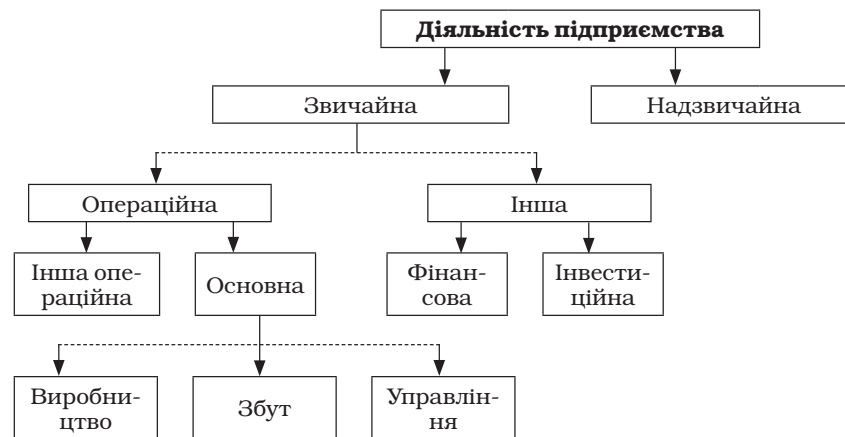 Діяльність підприємства
Звичайна
Надзвичайна
Операційна
Інша
Інша опе-
раційна
Основна
Фінан-
сова
Інвести-
ційна
Виробни-
цтво
Збут
Управлін-
ня